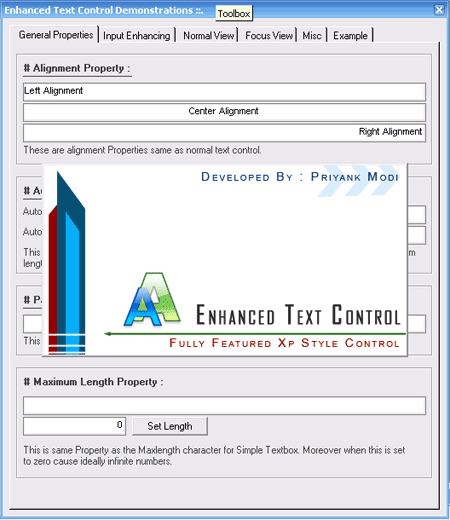 Enhanced Text Control Demonstrations ::.
Toolbox
General Properties
Input Enhancing
Normal View
Focus View
Misc
Example
# Alignment Property :
Left Alignment
Center Alignment
Right Alignment
These are alignment Properties same as normal text control.
Developed By : Priyank Modi
# Au
Auto
Auto
This
m
leng
Enhanced Text Control
# Pa
This
Fully Featured Xp Style Control
# Maximum Length Property :
0
Set Length
This is same Property as the Maxlength character for Simple Textbox. Moreover when this is set
to zero cause ideally infinite numbers.